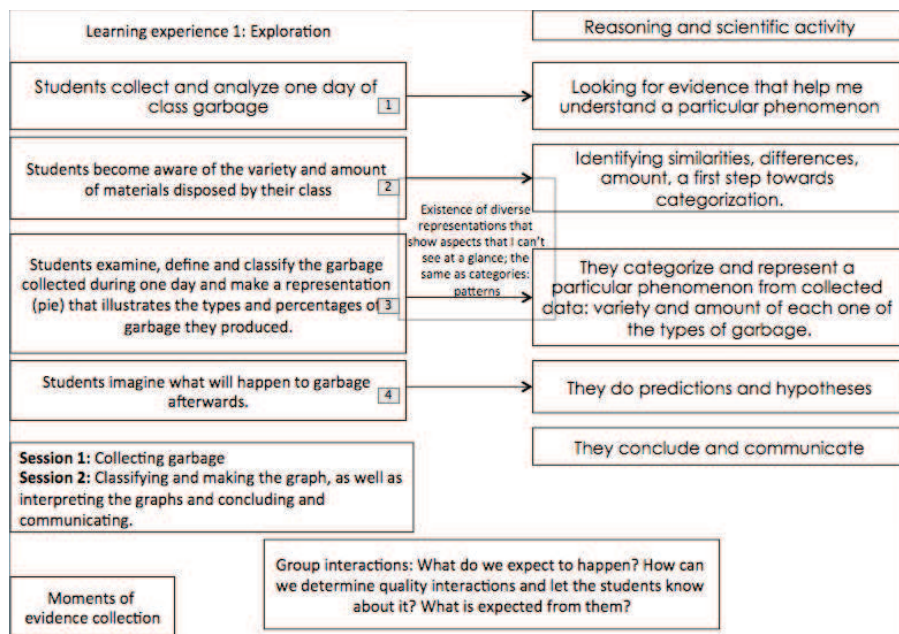 Learning experience 1: Exploration
Reasoning and scientific activity
Students collect and analyze one day of
class garbage
1
Looking for evidence that help me
understand a particular phenomenon
Students become aware of the variety and amount
of materials disposed by their class
2
Identifying similarities, differences,
amount, a first step towards
categorization.
Existence of diverse
representations that
show aspects that I can't
see at a glance; the
same as categories:
patterns
Students examine, define and classify the garbage
collected during one day and make a representation
(pie) that illustrates the types and percentages of
garbage they produced.
3
They categorize and represent a
particular phenomenon from collected
data: variety and amount of each one of
the types of garbage.
Students imagine what will happen to garbage
afterwards.
4
They do predictions and hypotheses
They conclude and communicate
Session 1: Collecting garbage
Session 2: Classifying and making the graph, as well as
interpreting the graphs and concluding and
communicating.
Group interactions: What do we expect to happen? How can
we determine quality interactions and let the students know
about it? What is expected from them?
Moments of
evidence collection